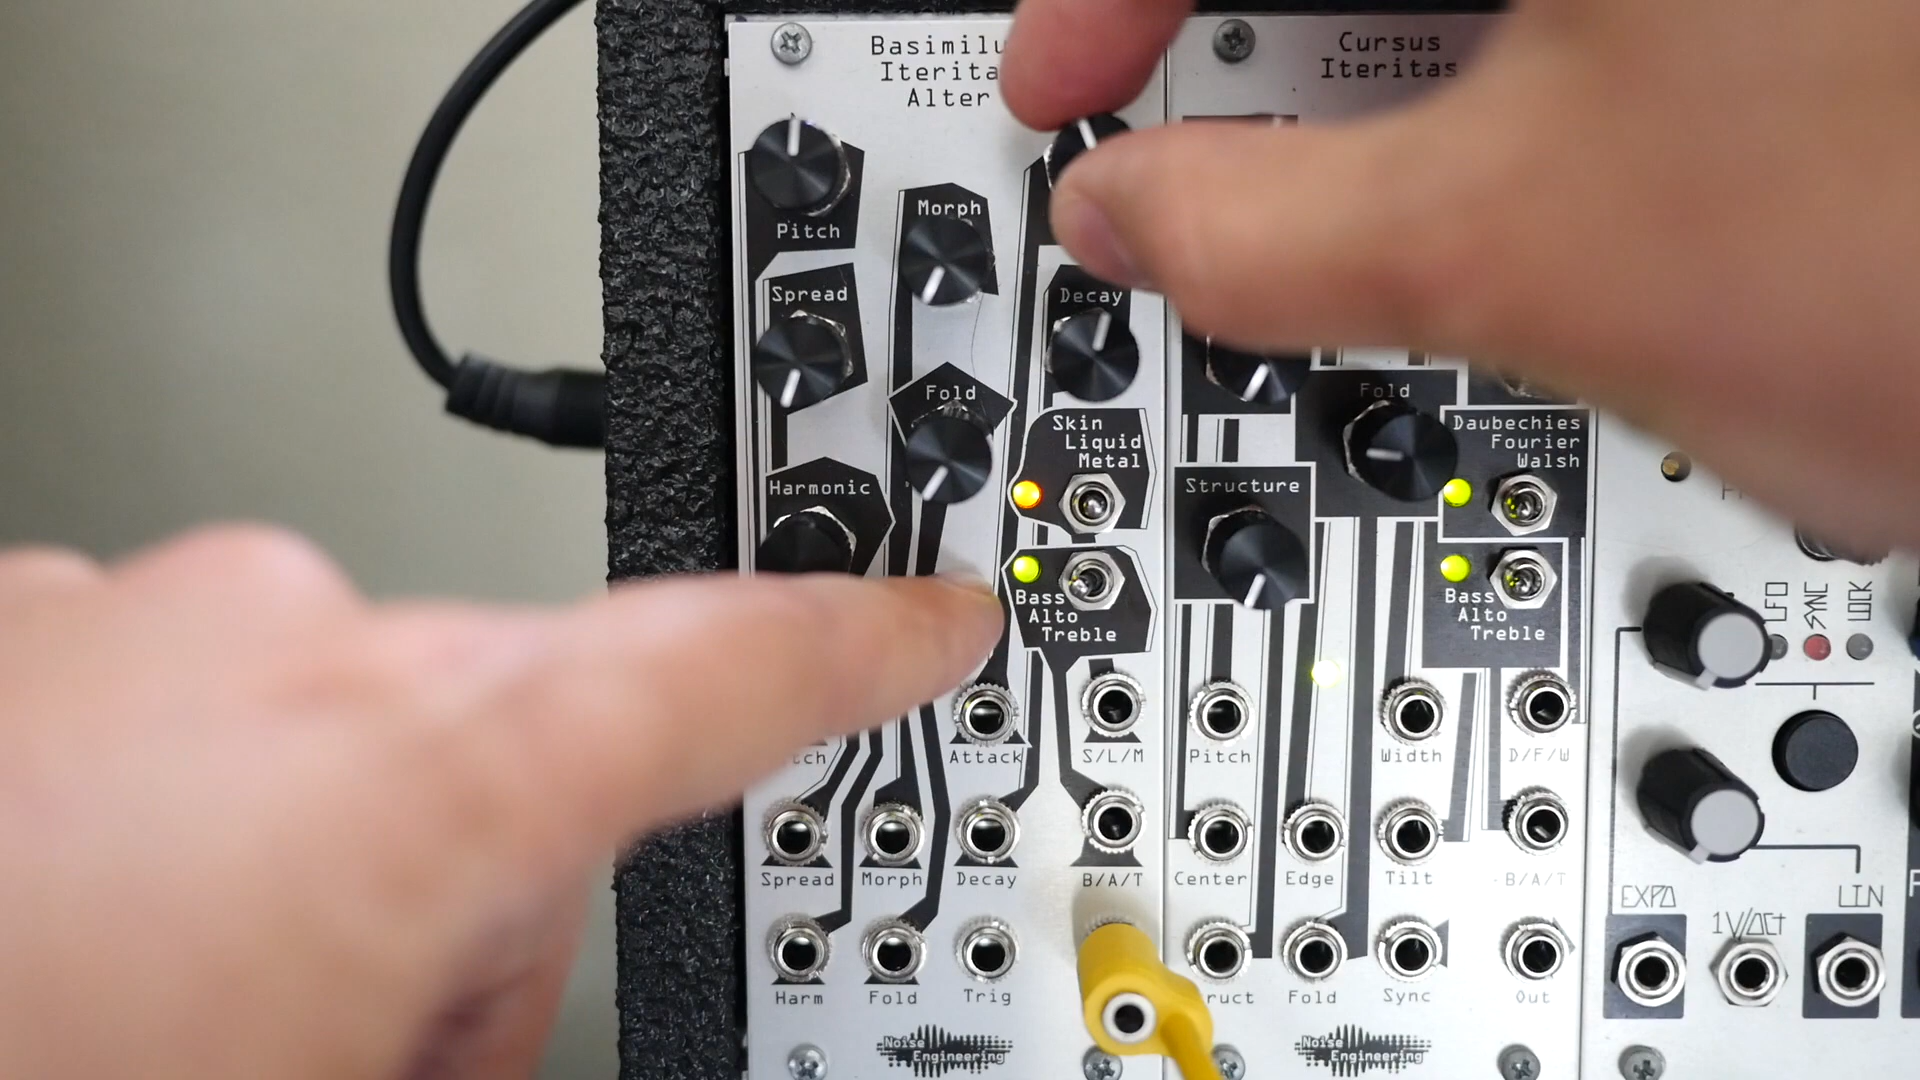 Basimilu
Iterita
Alter
Cursus
Iteritas
Pitch
Morph
Spread
Decay
Fold
Harmonic
Skin
Liquid
Metal
Bass
Alto
Treble
Fold
Daubechies
Fourier
Walsh
Structure
Bass
Alto
Treble
LFO
SYNC
LOCK
tch
Attack
S/L/M
Pitch
Width
D/F/W
Spread
Morph
Decay
B/A/T
Center
Edge
Tilt
B/A/T
Harm
Fold
Trig
ruct
Fold
Sync
Out
EXPO
1V/OCT
LIN
Noise
Engineering
Noise
Engineering